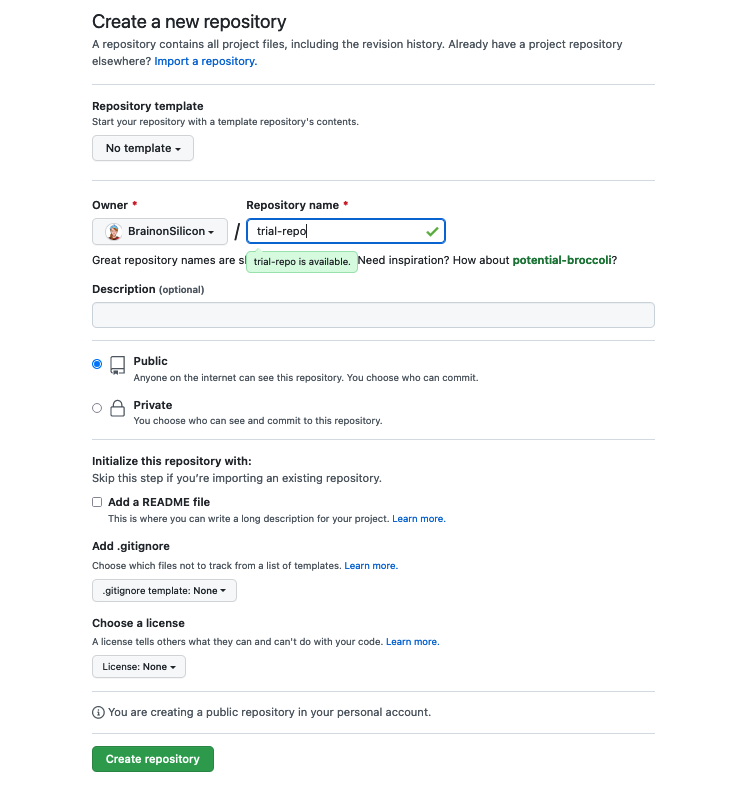 Create a new repository
A repository contains all project files, including the revision history. Already have a project repository
elsewhere? Import a repository.
Repository template
Start your repository with a template repository's contents.
No template
Owner * Repository name *
BrainonSilicon / trial-repo
Great repository names are trial-repo is available. Need inspiration? How about potential-broccoli?
Description (optional)
Public
Anyone on the internet can see this repository. You choose who can commit.
Private
You choose who can see and commit to this repository.
Initialize this repository with:
Skip this step if you're importing an existing repository.
Add a README file
This is where you can write a long description for your project. Learn more.
Add .gitignore
Choose which files not to track from a list of templates. Learn more.
.gitignore template: None
Choose a license
A license tells others what they can and can't do with your code. Learn more.
License: None
You are creating a public repository in your personal account.
Create repository